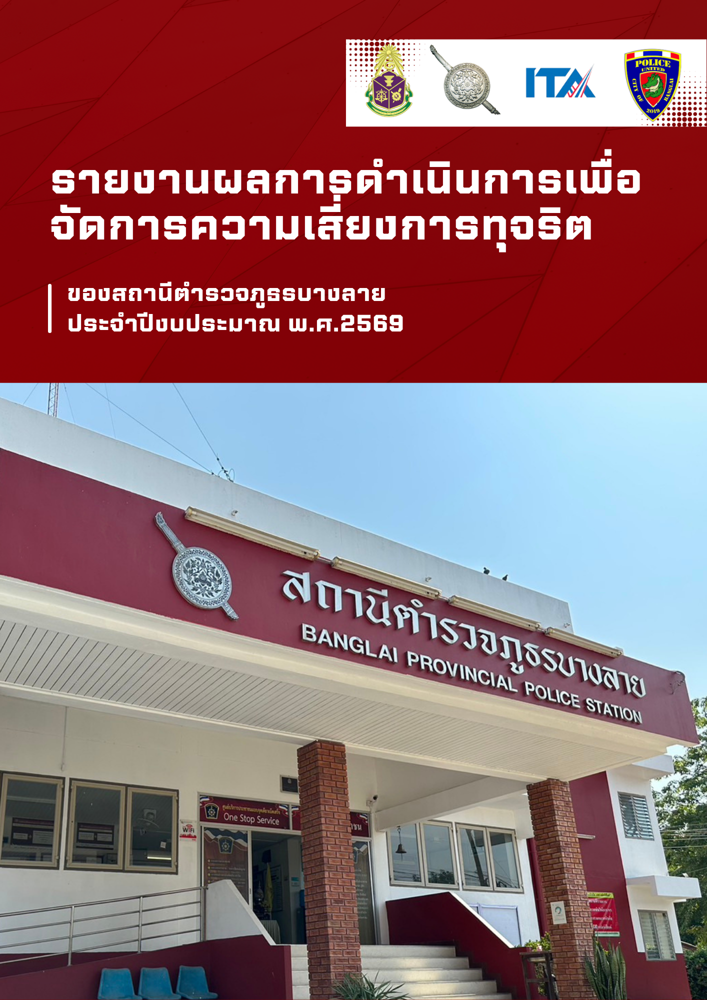 ITA
POLICE
UNITED
CITY OF BANGLAI
2019
รายงานผลการดำเนินการเพื่อ
จัดการความเสี่ยงการทุจริต
ของสถานีตำรวจภูธรบางลาย
ประจำปีงบประมาณ พ.ศ.2569
สถานีตำรวจภูธรบางลาย
BANGLAI PROVINCIAL POLICE STATION
One Stop Service
WiFi